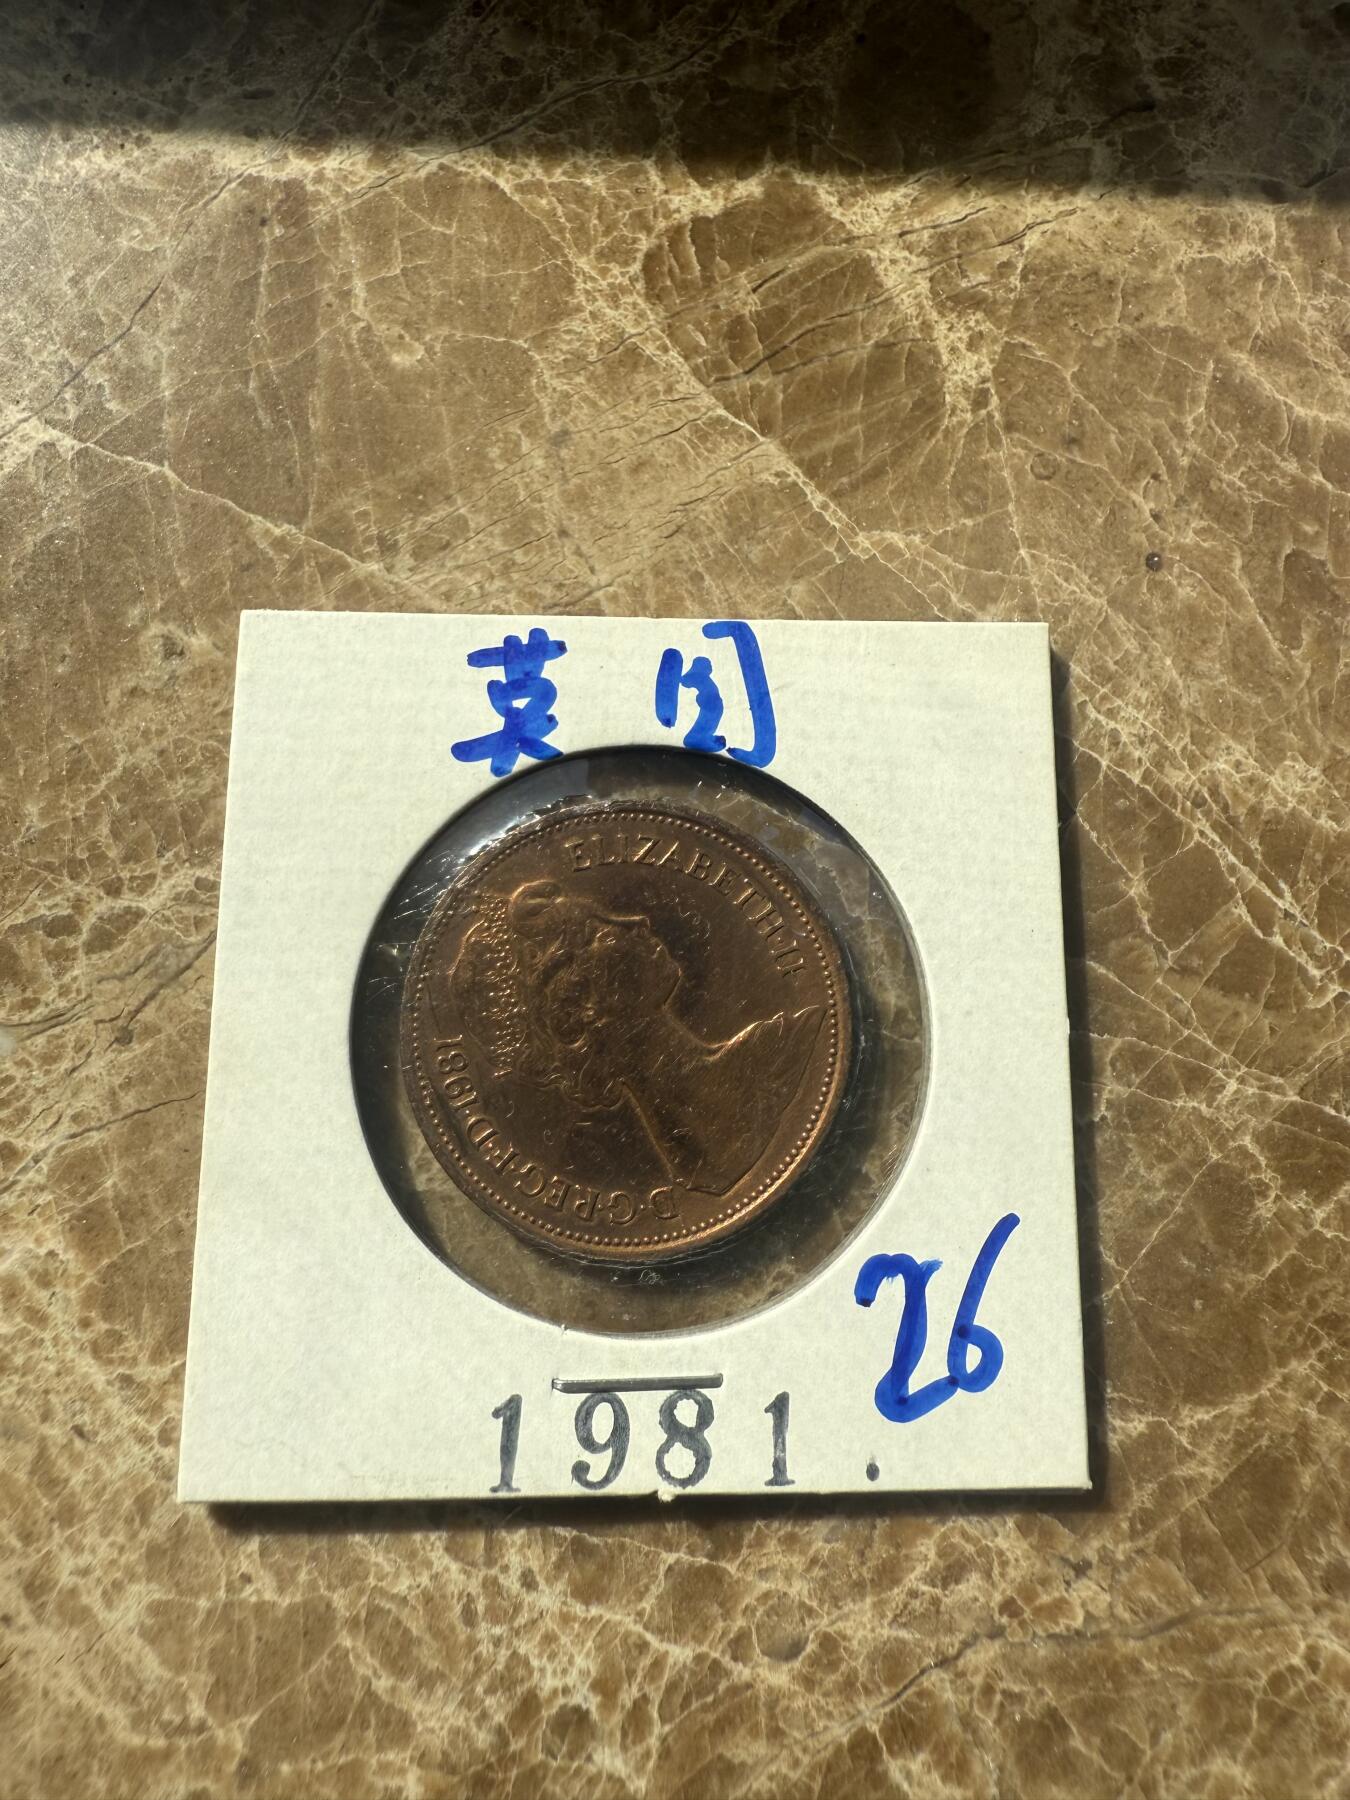 英国
ELIZABETH·II
D·G·REG·F·D·1981
26
1981.